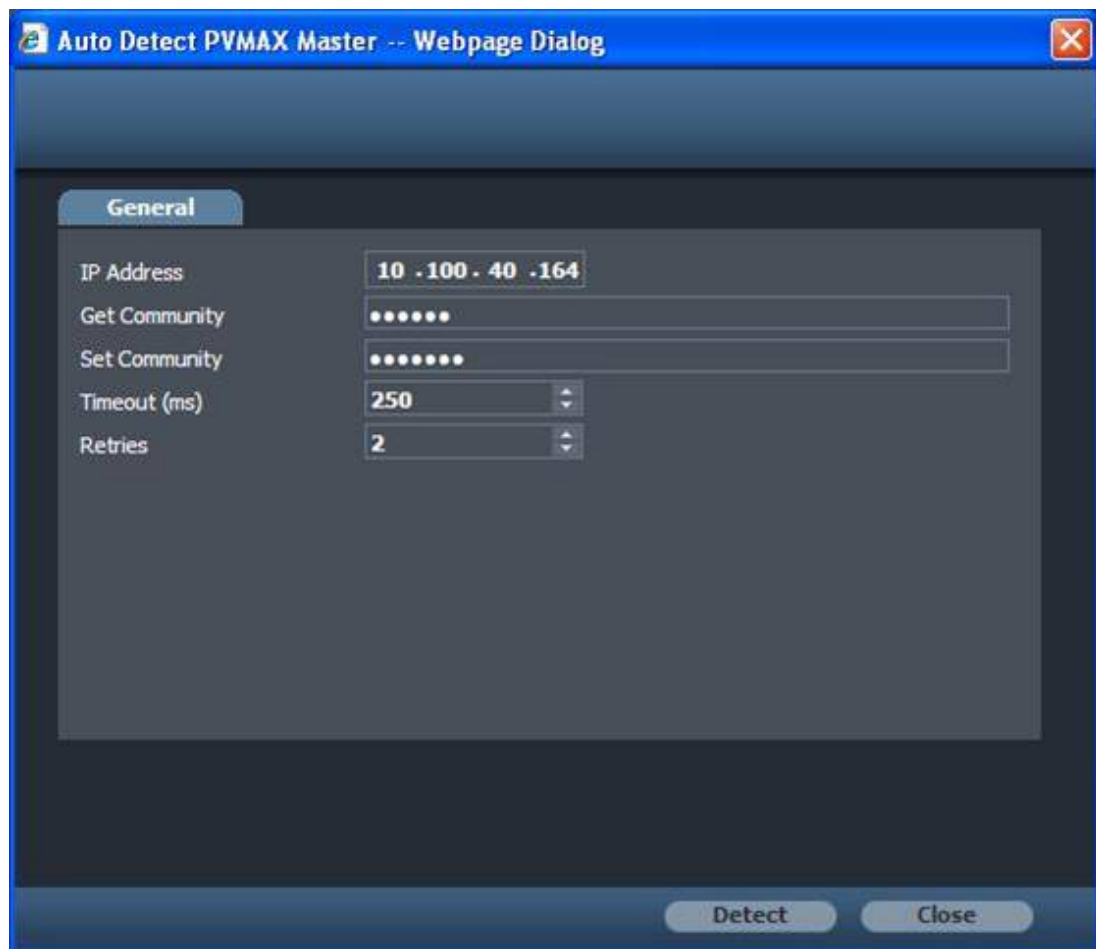 Auto Detect PVMAX Master -- Webpage Dialog
General
IP Address 10 .100 . 40 .164
Get Community ••••••
Set Community •••••••
Timeout (ms) 250
Retries 2
Detect Close